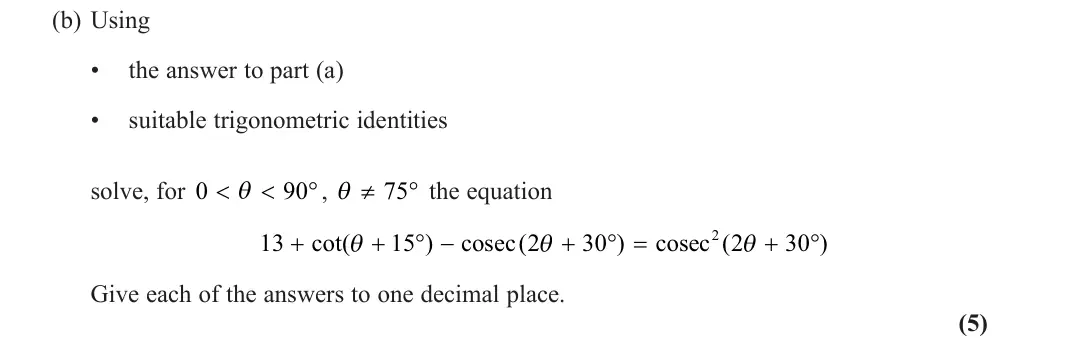 (b) Using
• the answer to part (a)
• suitable trigonometric identities
solve, for 0 < θ < 90°, θ ≠ 75° the equation
13 + cot(θ + 15°) − cosec(2θ + 30°) = cosec²(2θ + 30°)
Give each of the answers to one decimal place.
(5)